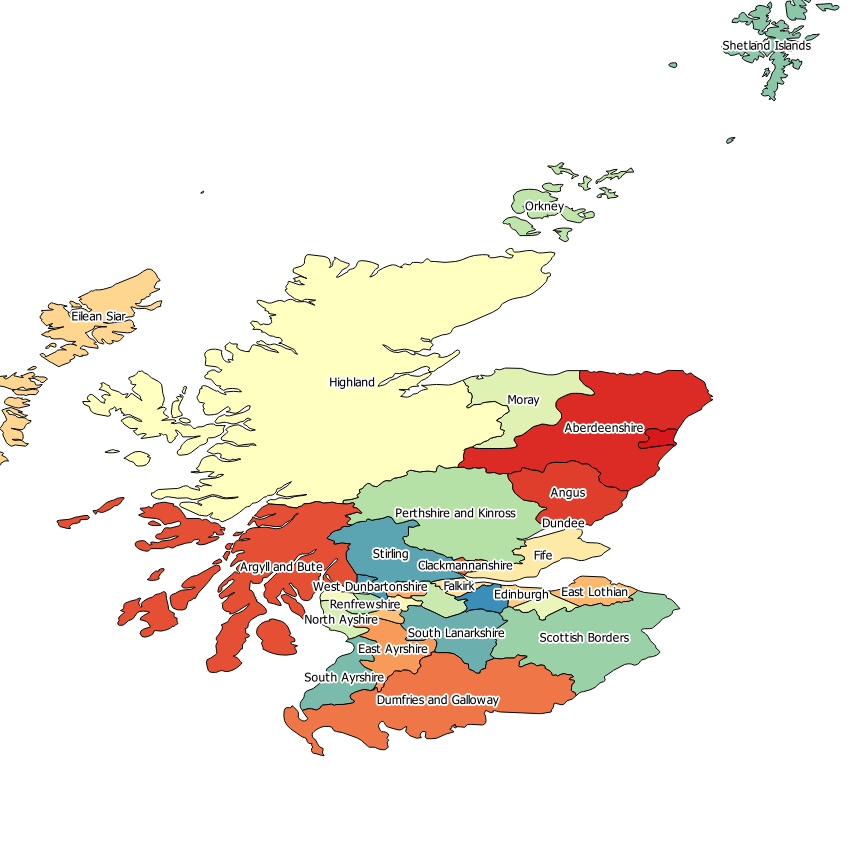 Shetland Islands
Orkney
Eilean Siar
Highland
Moray
Aberdeenshire
Angus
Perthshire and Kinross
Dundee
Stirling
Fife
Clackmannanshire
Argyll and Bute
West Dunbartonshire
Falkirk
Edinburgh
East Lothian
Renfrewshire
North Ayshire
South Lanarkshire
Scottish Borders
East Ayrshire
South Ayrshire
Dumfries and Galloway